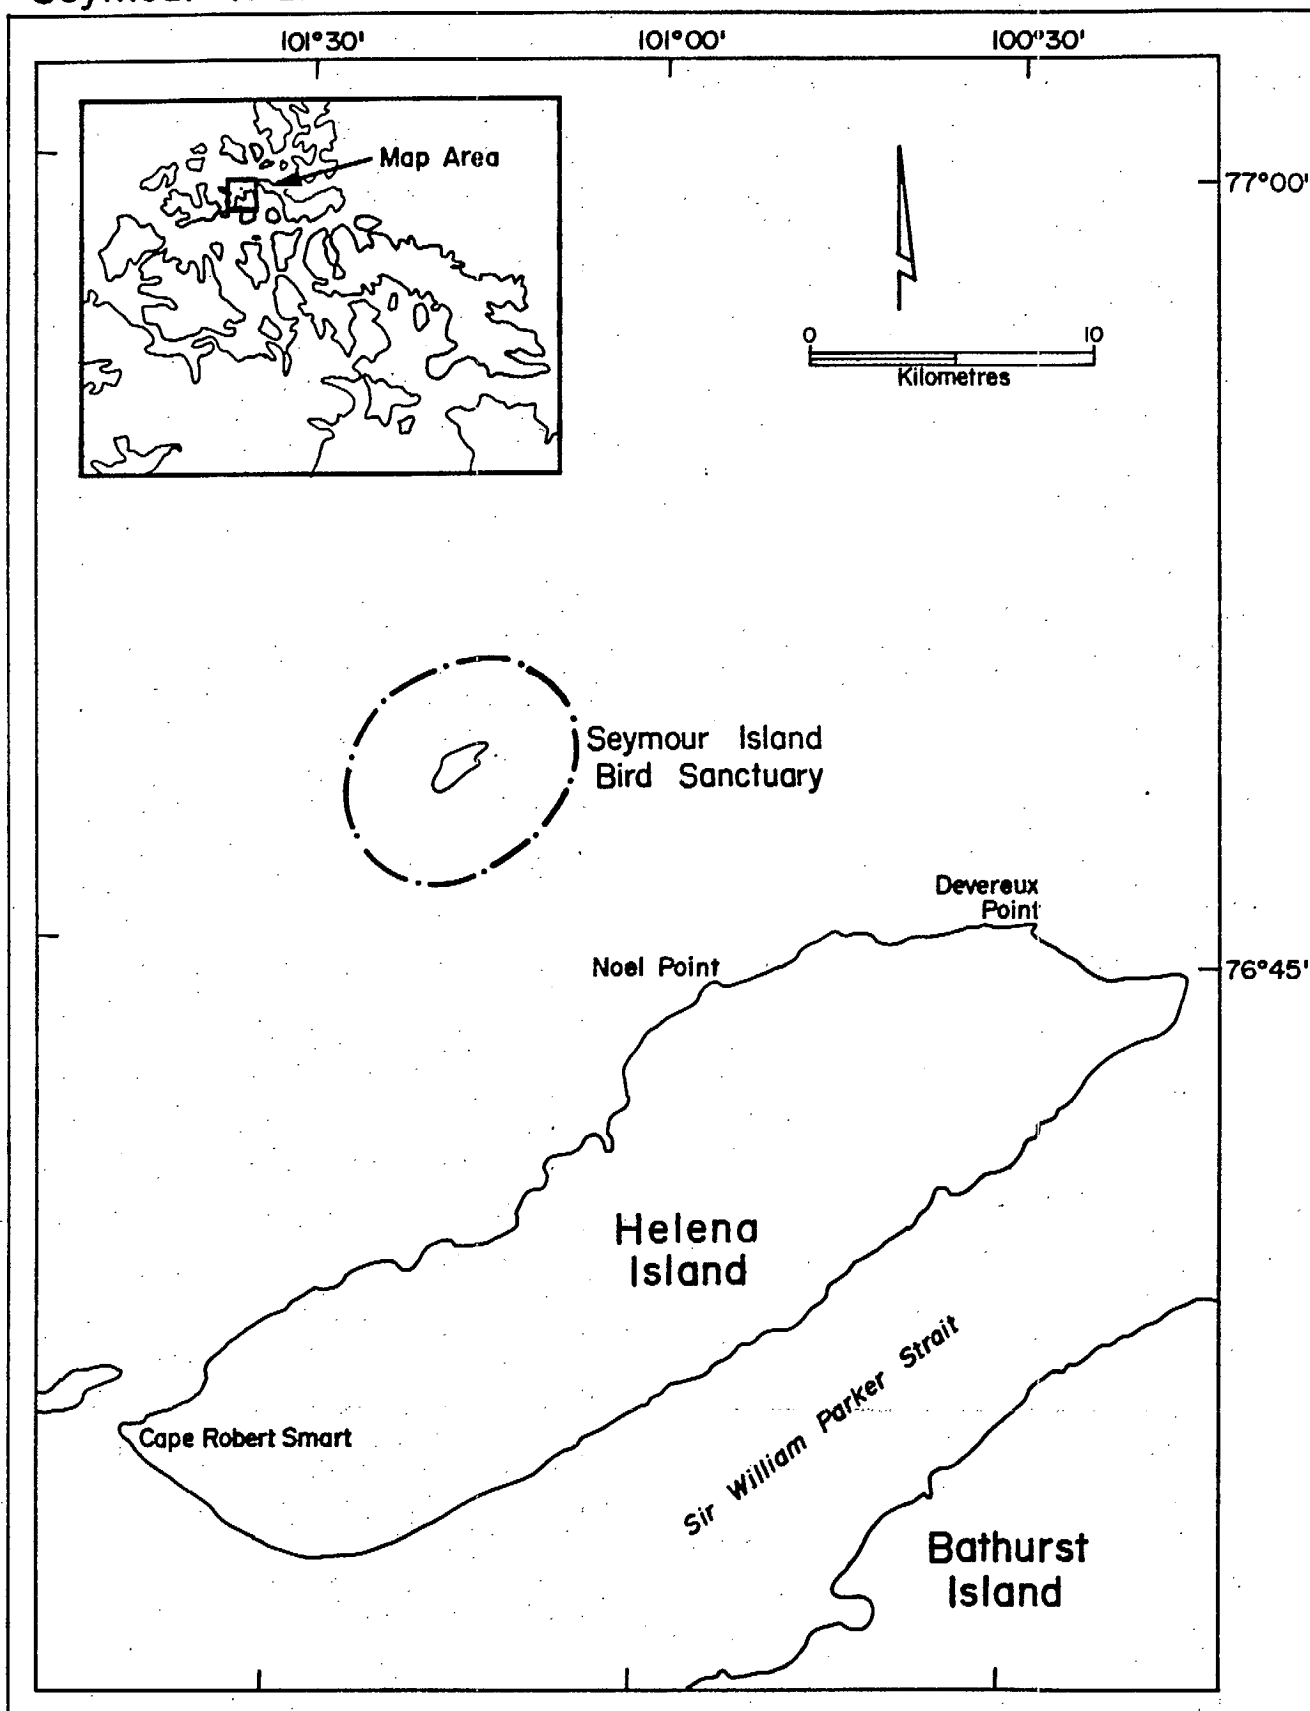 101°30'
101°00'
100°30'
Map Area
77°00'
0 10
Kilometres
Seymour Island
Bird Sanctuary
Devereux
Point
Noel Point
76°45'
Helena
Island
Sir William Parker Strait
Cape Robert Smart
Bathurst
Island